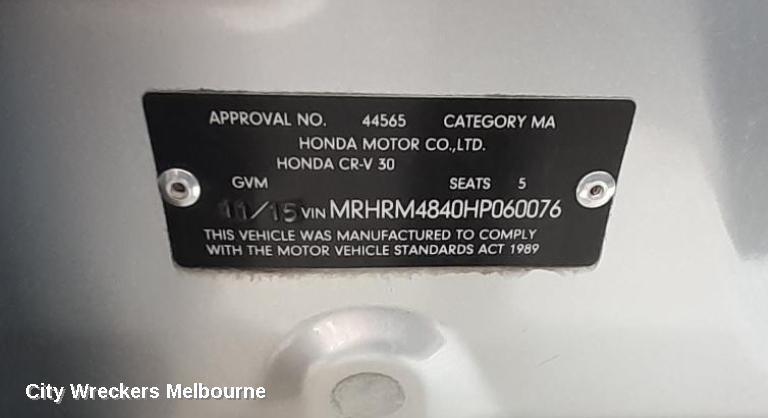 APPROVAL NO. 44565 CATEGORY MA
HONDA MOTOR CO.,LTD.
HONDA CR-V 30
GVM SEATS 5
11/15 VIN MRHRM4840HP060076
THIS VEHICLE WAS MANUFACTURED TO COMPLY
WITH THE MOTOR VEHICLE STANDARDS ACT 1989
City Wreckers Melbourne